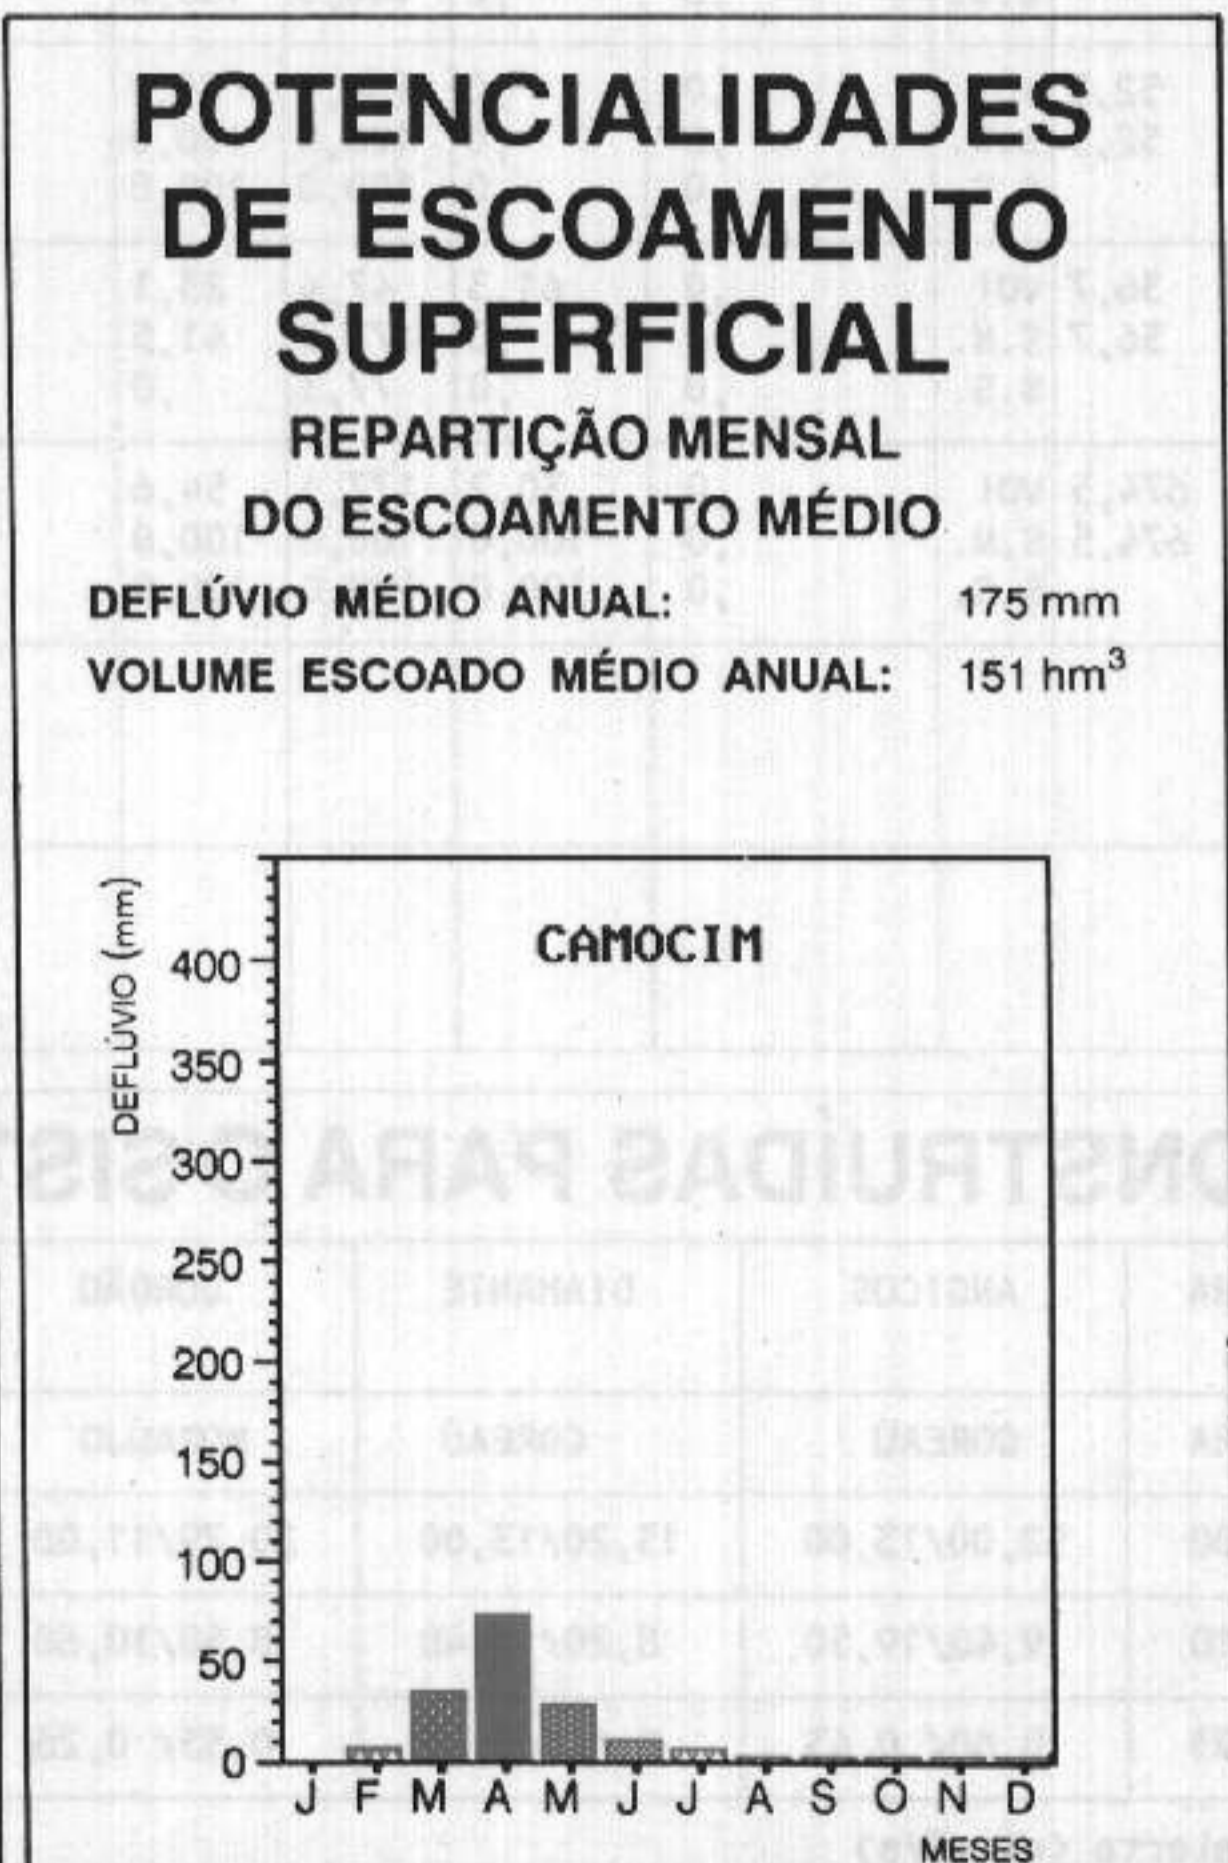 POTENCIALIDADES
DE ESCOAMENTO
SUPERFICIAL
REPARTIÇÃO MENSAL
DO ESCOAMENTO MÉDIO
DEFLÚVIO MÉDIO ANUAL: 175 mm
VOLUME ESCOADO MÉDIO ANUAL: 151 hm³
CAMOCIM
DEFLÚVIO (mm)
400
350
300
250
200
150
100
50
0
J F M A M J J A S O N D
MESES